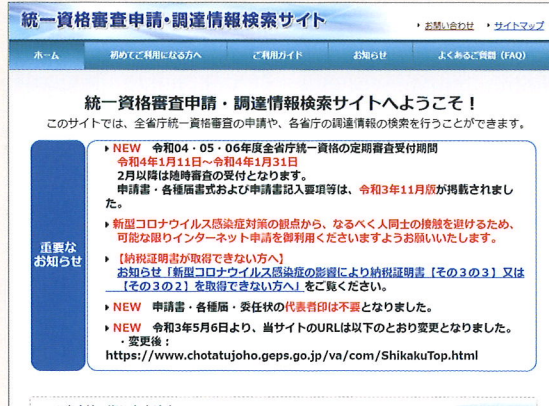 統一資格審査申請・調達情報検索サイト
お問い合わせ サイトマップ
ホーム 初めてご利用になる方へ ご利用ガイド お知らせ よくあるご質問（FAQ）
統一資格審査申請・調達情報検索サイトへようこそ！
このサイトでは、全省庁統一資格審査の申請や、各省庁の調達情報の検索を行うことができます。
重要な
お知らせ
NEW 令和04・05・06年度全省庁統一資格の定期審査受付期間
令和4年1月11日～令和4年1月31日
2月以降は随時審査の受付となります。
申請書・各種届書式および申請書記入要項等は、令和3年11月版が掲載されまし
た。
新型コロナウイルス感染症対策の観点から、なるべく人同士の接触を避けるため、
可能な限りインターネット申請を御利用くださいますようお願いいたします。
【納税証明書が取得できない方へ】
お知らせ「新型コロナウイルス感染症の影響により納税証明書【その3の3】又は
【その3の2】を取得できない方へ」をご覧ください。
NEW 申請書・各種届・委任状の代表者印は不要となりました。
NEW 令和3年5月6日より、当サイトのURLは以下のとおり変更となりました。
・変更後：
https://www.chotatujoho.geps.go.jp/va/com/ShikakuTop.html